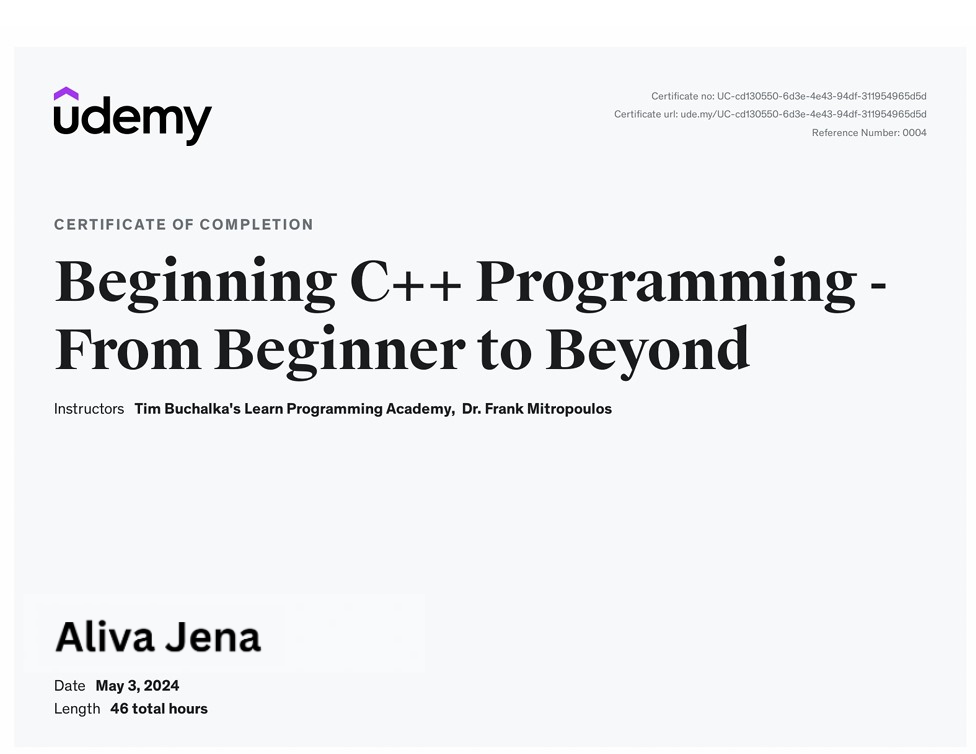 udemy
Certificate no: UC-cd130550-6d3e-4e43-94df-311954965d5d
Certificate url: ude.my/UC-cd130550-6d3e-4e43-94df-311954965d5d
Reference Number: 0004
CERTIFICATE OF COMPLETION
Beginning C++ Programming -
From Beginner to Beyond
Instructors Tim Buchalka's Learn Programming Academy, Dr. Frank Mitropoulos
Aliva Jena
Date May 3, 2024
Length 46 total hours